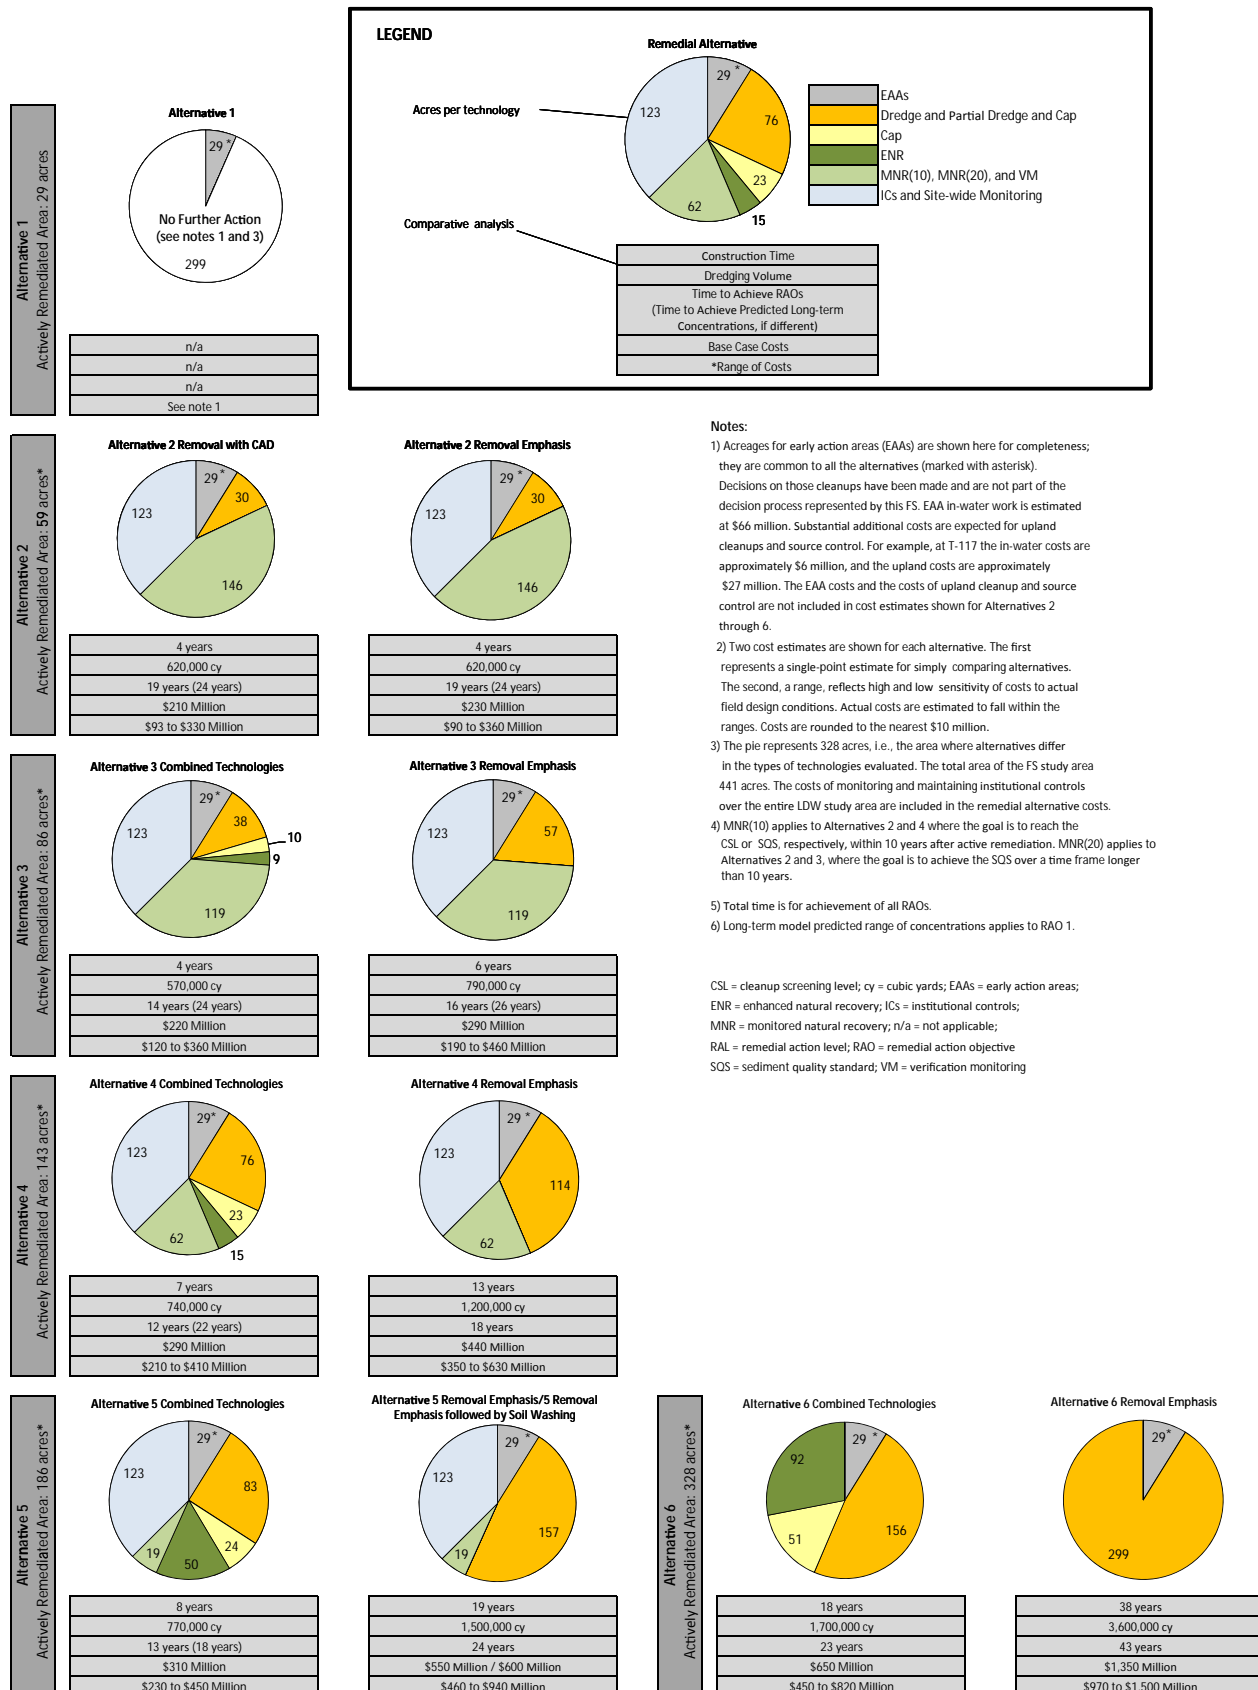 LEGEND
Remedial Alternative
29 *
76
23
15
62
123
Acres per technology
Comparative analysis
EAAs
Dredge and Partial Dredge and Cap
Cap
ENR
MNR(10), MNR(20), and VM
ICs and Site-wide Monitoring
Construction Time
Dredging Volume
Time to Achieve RAOs
(Time to Achieve Predicted Long-term
Concentrations, if different)
Base Case Costs
*Range of Costs
Alternative 1
Actively Remediated Area: 29 acres
Alternative 1
29 *
No Further Action
(see notes 1 and 3)
299
n/a
n/a
n/a
See note 1
Alternative 2
Actively Remediated Area: 59 acres*
Alternative 2 Removal with CAD
29 *
30
123
146
4 years
620,000 cy
19 years (24 years)
$210 Million
$93 to $330 Million
Alternative 2 Removal Emphasis
29 *
30
123
146
4 years
620,000 cy
19 years (24 years)
$230 Million
$90 to $360 Million
Notes:
1) Acreages for early action areas (EAAs) are shown here for completeness;
they are common to all the alternatives (marked with asterisk).
Decisions on those cleanups have been made and are not part of the
decision process represented by this FS. EAA in-water work is estimated
at $66 million. Substantial additional costs are expected for upland
cleanups and source control. For example, at T-117 the in-water costs are
approximately $6 million, and the upland costs are approximately
$27 million. The EAA costs and the costs of upland cleanup and source
control are not included in cost estimates shown for Alternatives 2
through 6.
2) Two cost estimates are shown for each alternative. The first
represents a single-point estimate for simply comparing alternatives.
The second, a range, reflects high and low sensitivity of costs to actual
field design conditions. Actual costs are estimated to fall within the
ranges. Costs are rounded to the nearest $10 million.
3) The pie represents 328 acres, i.e., the area where alternatives differ
in the types of technologies evaluated. The total area of the FS study area
441 acres. The costs of monitoring and maintaining institutional controls
over the entire LDW study area are included in the remedial alternative costs.
4) MNR(10) applies to Alternatives 2 and 4 where the goal is to reach the
CSL or SQS, respectively, within 10 years after active remediation. MNR(20) applies to
Alternatives 2 and 3, where the goal is to achieve the SQS over a time frame longer
than 10 years.
5) Total time is for achievement of all RAOs.
6) Long-term model predicted range of concentrations applies to RAO 1.
CSL = cleanup screening level; cy = cubic yards; EAAs = early action areas;
ENR = enhanced natural recovery; ICs = institutional controls;
MNR = monitored natural recovery; n/a = not applicable;
RAL = remedial action level; RAO = remedial action objective
SQS = sediment quality standard; VM = verification monitoring
Alternative 3
Actively Remediated Area: 86 acres*
Alternative 3 Combined Technologies
29 *
38
10
9
123
119
4 years
570,000 cy
14 years (24 years)
$220 Million
$120 to $360 Million
Alternative 3 Removal Emphasis
29 *
57
123
119
6 years
790,000 cy
16 years (26 years)
$290 Million
$190 to $460 Million
Alternative 4
Actively Remediated Area: 143 acres*
Alternative 4 Combined Technologies
29*
76
123
23
62
15
7 years
740,000 cy
12 years (22 years)
$290 Million
$210 to $410 Million
Alternative 4 Removal Emphasis
29 *
123
114
62
13 years
1,200,000 cy
18 years
$440 Million
$350 to $630 Million
Alternative 5
Actively Remediated Area: 186 acres*
Alternative 5 Combined Technologies
29*
123
83
24
19
50
8 years
770,000 cy
13 years (18 years)
$310 Million
$230 to $450 Million
Alternative 5 Removal Emphasis/5 Removal
Emphasis followed by Soil Washing
29 *
123
157
19
19 years
1,500,000 cy
24 years
$550 Million / $600 Million
$460 to $940 Million
Alternative 6
Actively Remediated Area: 328 acres*
Alternative 6 Combined Technologies
29 *
92
156
51
18 years
1,700,000 cy
23 years
$650 Million
$450 to $820 Million
Alternative 6 Removal Emphasis
29*
299
38 years
3,600,000 cy
43 years
$1,350 Million
$970 to $1,500 Million